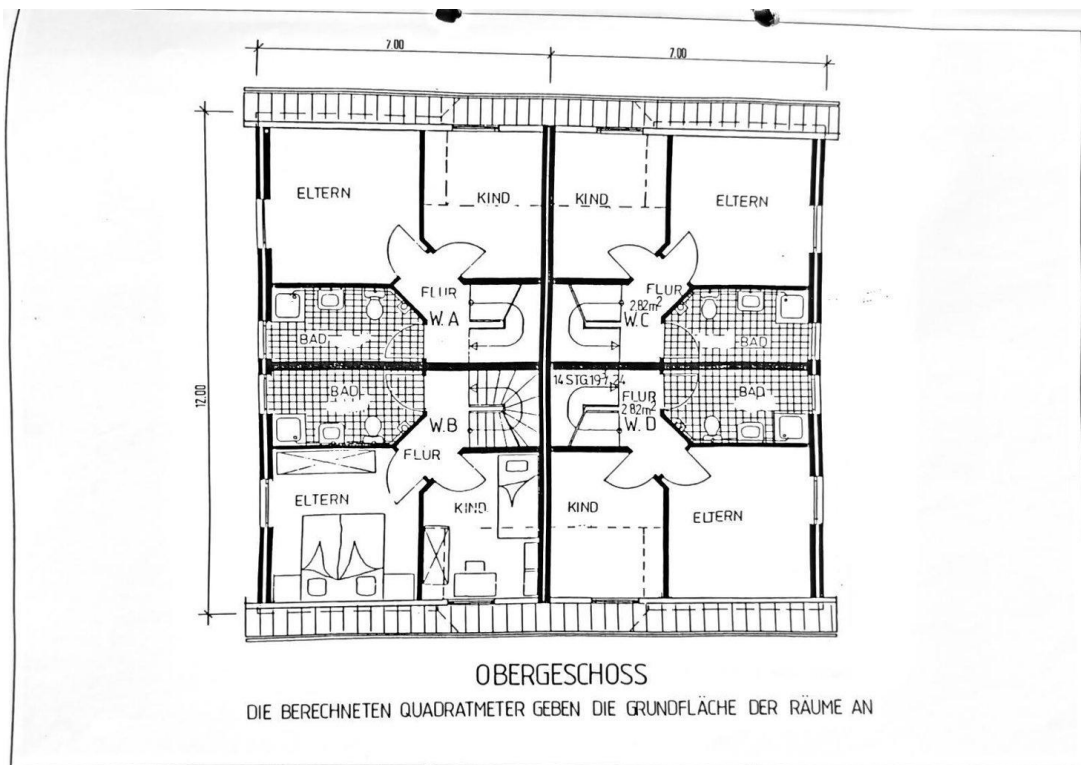 7.00
7.00
12.00
ELTERN
KIND
KIND
ELTERN
FLUR
W.A
FLUR
2.82m²
W.C
BAD
BAD
BAD
W.B
FLUR
14 STG.
FLUR
2.82m²
W.D
BAD
ELTERN
KIND
KIND
ELTERN
OBERGESCHOSS
DIE BERECHNETEN QUADRATMETER GEBEN DIE GRUNDFLÄCHE DER RÄUME AN